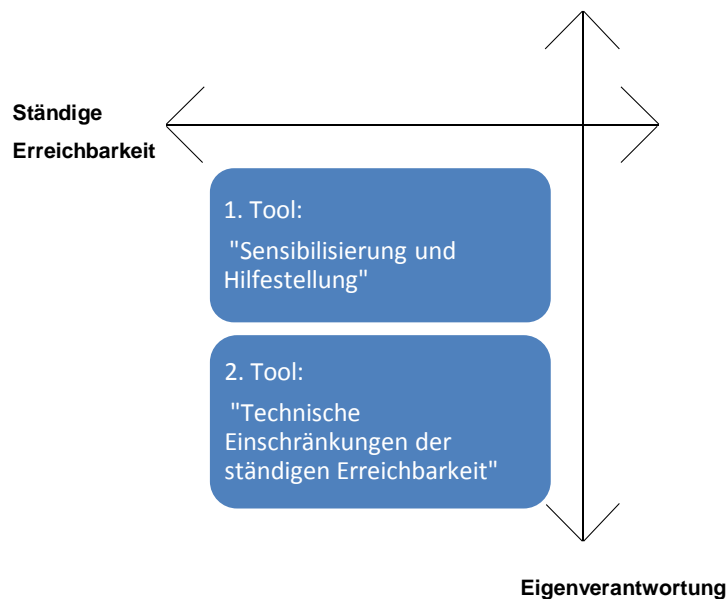 Ständige
Erreichbarkeit
1. Tool:
"Sensibilisierung und
Hilfestellung"
2. Tool:
"Technische
Einschränkungen der
ständigen Erreichbarkeit"
Eigenverantwortung